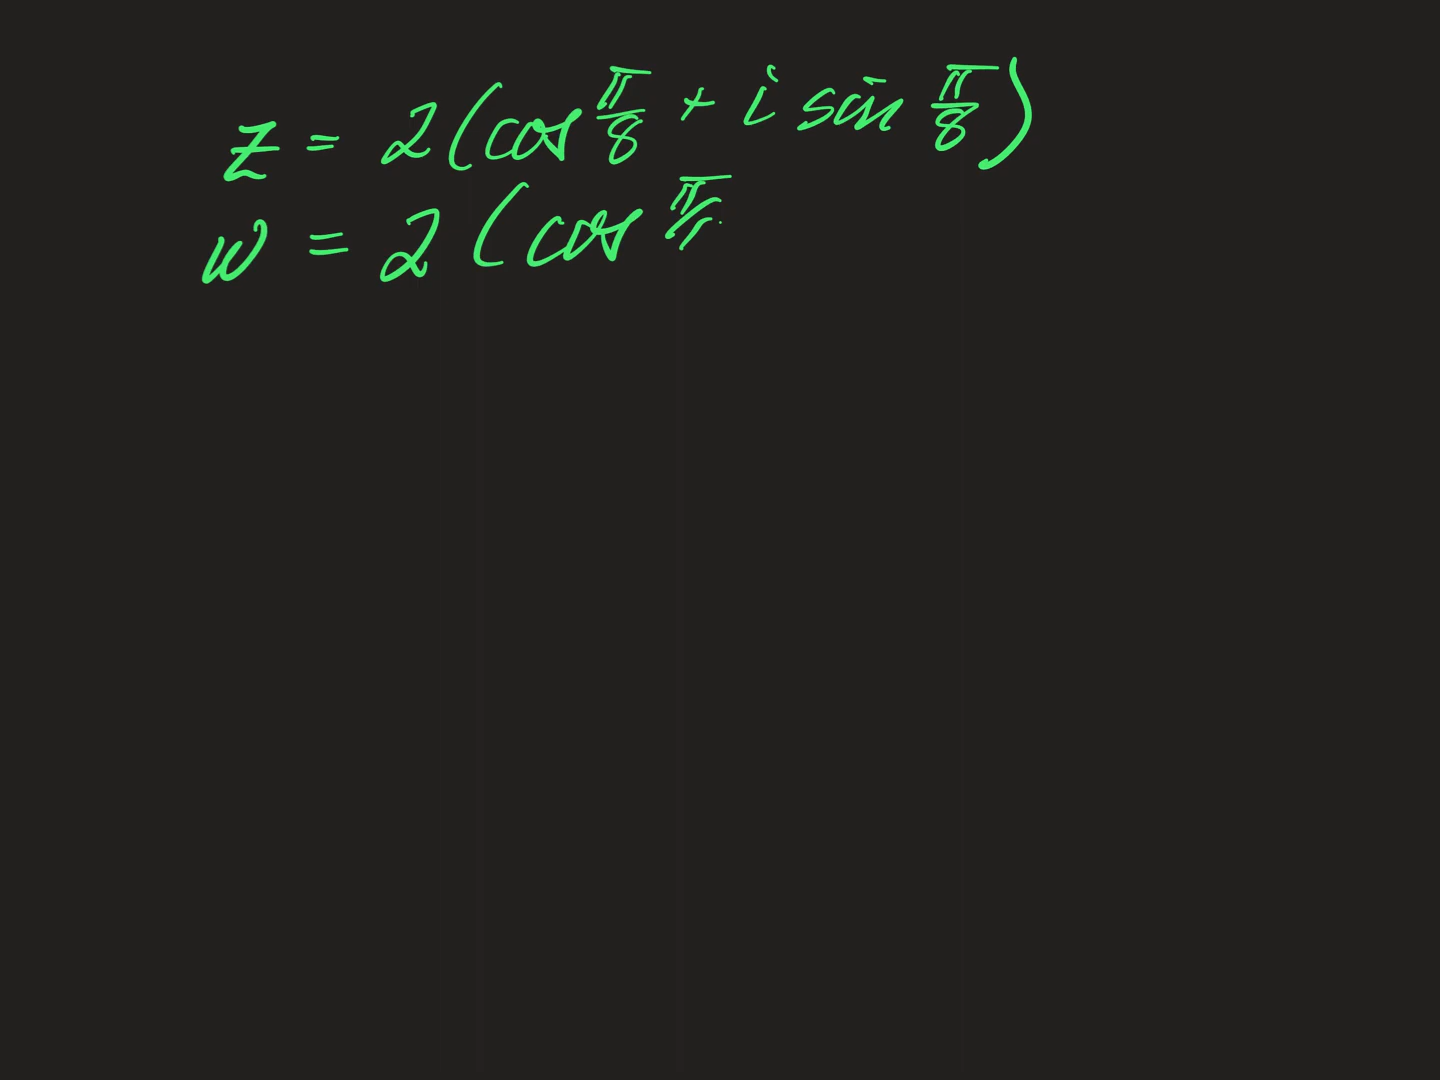 z = 2(cos π/8 + i sin π/8)
w = 2(cos π/